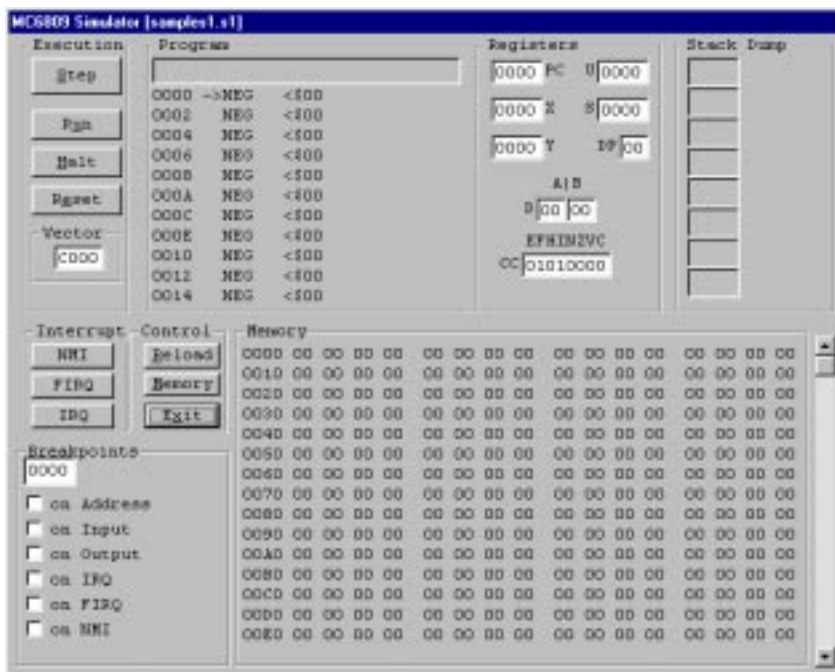 MC6809 Simulator [samples1.s1]
Execution
Step
Run
Halt
Reset
Vector
C000
Program
0000 ->NEG <$00
0002 NEG <$00
0004 NEG <$00
0006 NEG <$00
0008 NEG <$00
000A NEG <$00
000C NEG <$00
000E NEG <$00
0010 NEG <$00
0012 NEG <$00
0014 NEG <$00
Registers
0000 PC U 0000
0000 X S 0000
0000 Y DP 00
A|B
D 00 00
EFHINZVC
CC 01010000
Stack Dump
Interrupt
NMI
FIRQ
IRQ
Control
Reload
Memory
Exit
Breakpoints
0000
on Address
on Input
on Output
on IRQ
on FIRQ
on NMI
Memory
0000 00 00 00 00 00 00 00 00 00 00 00 00 00 00 00 00
0010 00 00 00 00 00 00 00 00 00 00 00 00 00 00 00 00
0020 00 00 00 00 00 00 00 00 00 00 00 00 00 00 00 00
0030 00 00 00 00 00 00 00 00 00 00 00 00 00 00 00 00
0040 00 00 00 00 00 00 00 00 00 00 00 00 00 00 00 00
0050 00 00 00 00 00 00 00 00 00 00 00 00 00 00 00 00
0060 00 00 00 00 00 00 00 00 00 00 00 00 00 00 00 00
0070 00 00 00 00 00 00 00 00 00 00 00 00 00 00 00 00
0080 00 00 00 00 00 00 00 00 00 00 00 00 00 00 00 00
0090 00 00 00 00 00 00 00 00 00 00 00 00 00 00 00 00
00A0 00 00 00 00 00 00 00 00 00 00 00 00 00 00 00 00
00B0 00 00 00 00 00 00 00 00 00 00 00 00 00 00 00 00
00C0 00 00 00 00 00 00 00 00 00 00 00 00 00 00 00 00
00D0 00 00 00 00 00 00 00 00 00 00 00 00 00 00 00 00
00E0 00 00 00 00 00 00 00 00 00 00 00 00 00 00 00 00